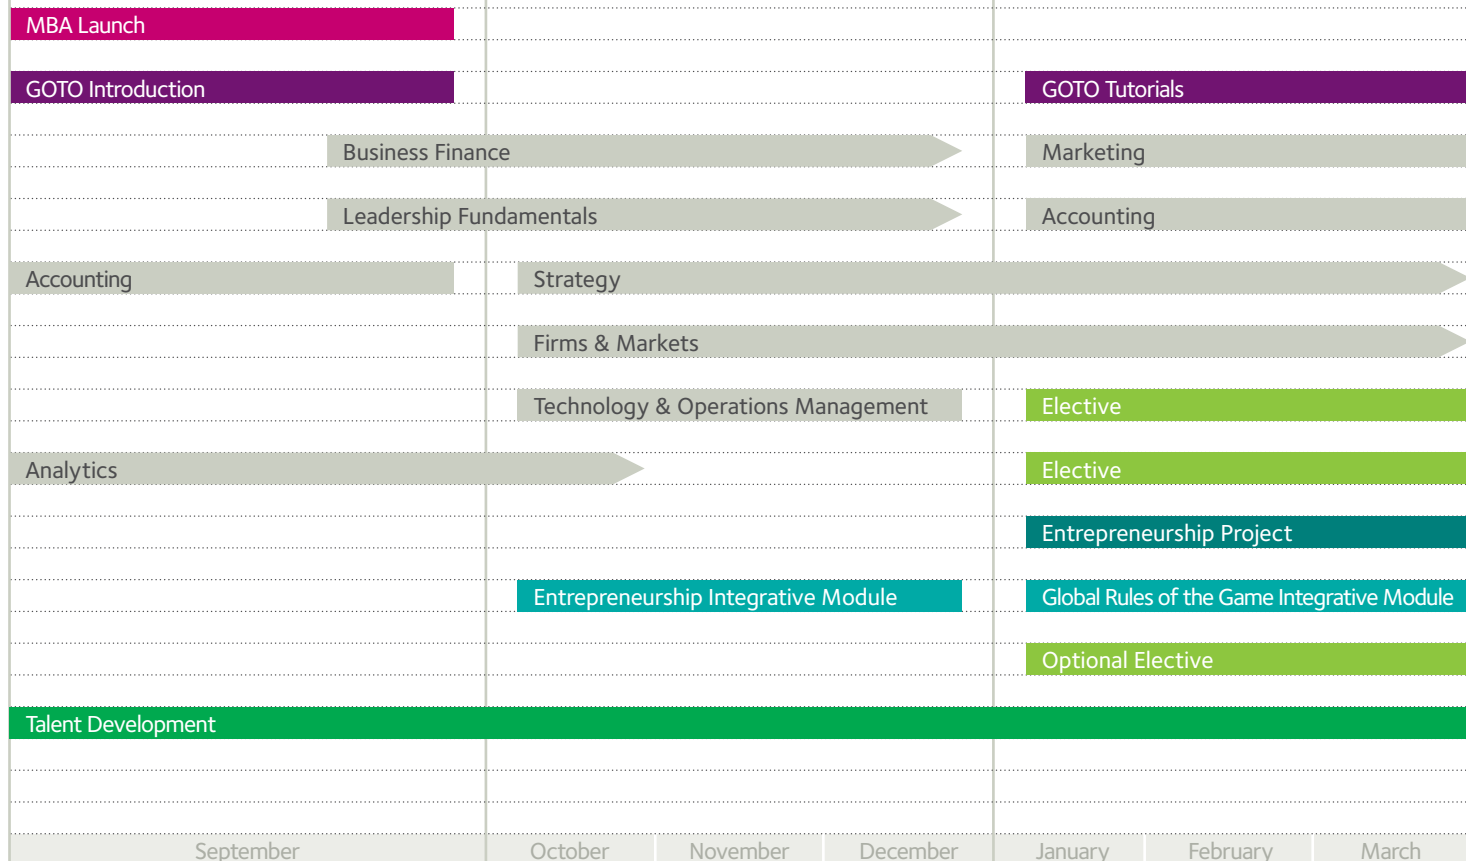 MBA Launch
GOTO Introduction
GOTO Tutorials
Business Finance
Marketing
Leadership Fundamentals
Accounting
Accounting
Strategy
Firms & Markets
Technology & Operations Management
Elective
Analytics
Elective
Entrepreneurship Project
Entrepreneurship Integrative Module
Global Rules of the Game Integrative Module
Optional Elective
Talent Development
September
October
November
December
January
February
March